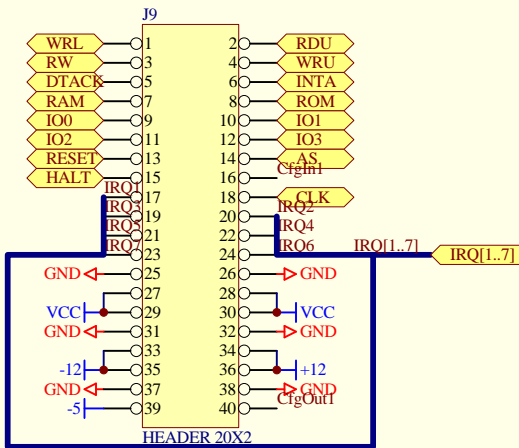 J9
WRL 1 2 RDU
RW 3 4 WRU
DTACK 5 6 INTA
RAM 7 8 ROM
IO0 9 10 IO1
IO2 11 12 IO3
RESET 13 14 AS
HALT 15 16 CfgIn1
IRQ1 17 18 CLK
IRQ3 19 20 IRQ2
IRQ5 21 22 IRQ4
IRQ7 23 24 IRQ6 IRQ[1..7] IRQ[1..7]
GND 25 26 GND
27 28
VCC 29 30 VCC
GND 31 32 GND
33 34
-12 35 36 +12
GND 37 38 GND
-5 39 40 CfgOut1
HEADER 20X2